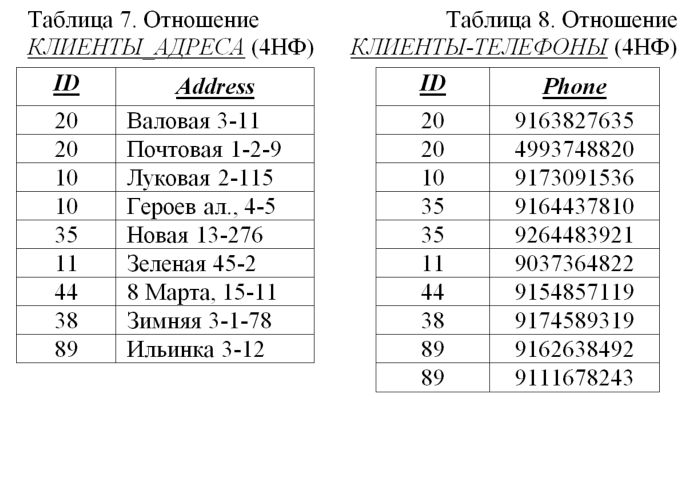 Таблица 7. Отношение
КЛИЕНТЫ_АДРЕСА (4НФ)
ID Address
20 Валовая 3-11
20 Почтовая 1-2-9
10 Луковая 2-115
10 Героев ал., 4-5
35 Новая 13-276
11 Зеленая 45-2
44 8 Марта, 15-11
38 Зимняя 3-1-78
89 Ильинка 3-12
Таблица 8. Отношение
КЛИЕНТЫ-ТЕЛЕФОНЫ (4НФ)
ID Phone
20 9163827635
20 4993748820
10 9173091536
35 9164437810
35 9264483921
11 9037364822
44 9154857119
38 9174589319
89 9162638492
89 9111678243